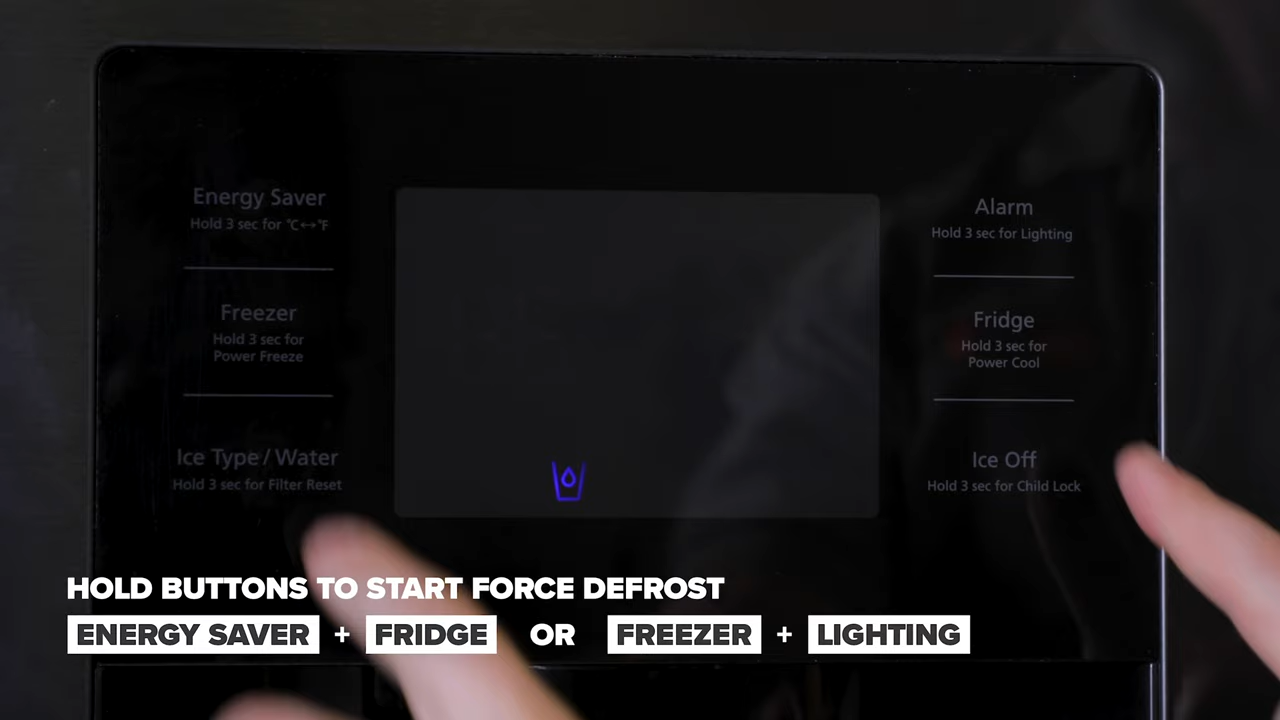 Energy Saver
Hold 3 sec for °C↔°F
Freezer
Hold 3 sec for
Power Freeze
Ice Type / Water
Hold 3 sec for Filter Reset
Alarm
Hold 3 sec for Lighting
Fridge
Hold 3 sec for
Power Cool
Ice Off
Hold 3 sec for Child Lock
HOLD BUTTONS TO START FORCE DEFROST
ENERGY SAVER + FRIDGE OR FREEZER + LIGHTING